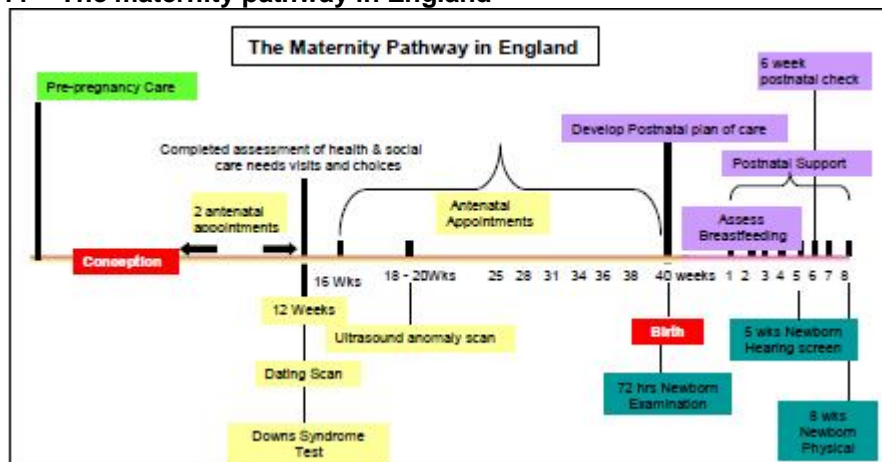 The maternity pathway in England
The Maternity Pathway in England
Pre-pregnancy Care
6 week
postnatal check
Develop Postnatal plan of care
Completed assessment of health & social
care needs visits and choices
Postnatal Support
2 antenatal
appointments
Antenatal
Appointments
Assess
Breastfeeding
Conception
16 Wks
18 - 20Wks
25 28 31 34 36 38 40 weeks 1 2 3 4 5 6 7 8
12 Weeks
Ultrasound anomaly scan
Birth
5 wks Newborn
Hearing screen
Dating Scan
72 hrs Newborn
Examination
Downs Syndrome
Test
8 wks
Newborn
Physical